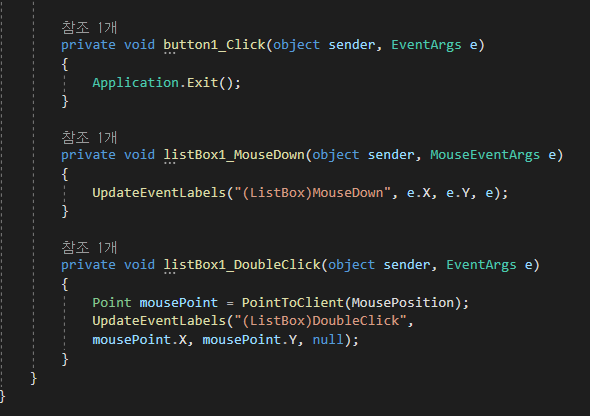 참조 1개
private void button1_Click(object sender, EventArgs e)
{
Application.Exit();
}
참조 1개
private void listBox1_MouseDown(object sender, MouseEventArgs e)
{
UpdateEventLabels("(ListBox)MouseDown", e.X, e.Y, e);
}
참조 1개
private void listBox1_DoubleClick(object sender, EventArgs e)
{
Point mousePoint = PointToClient(MousePosition);
UpdateEventLabels("(ListBox)DoubleClick",
mousePoint.X, mousePoint.Y, null);
}
}
}